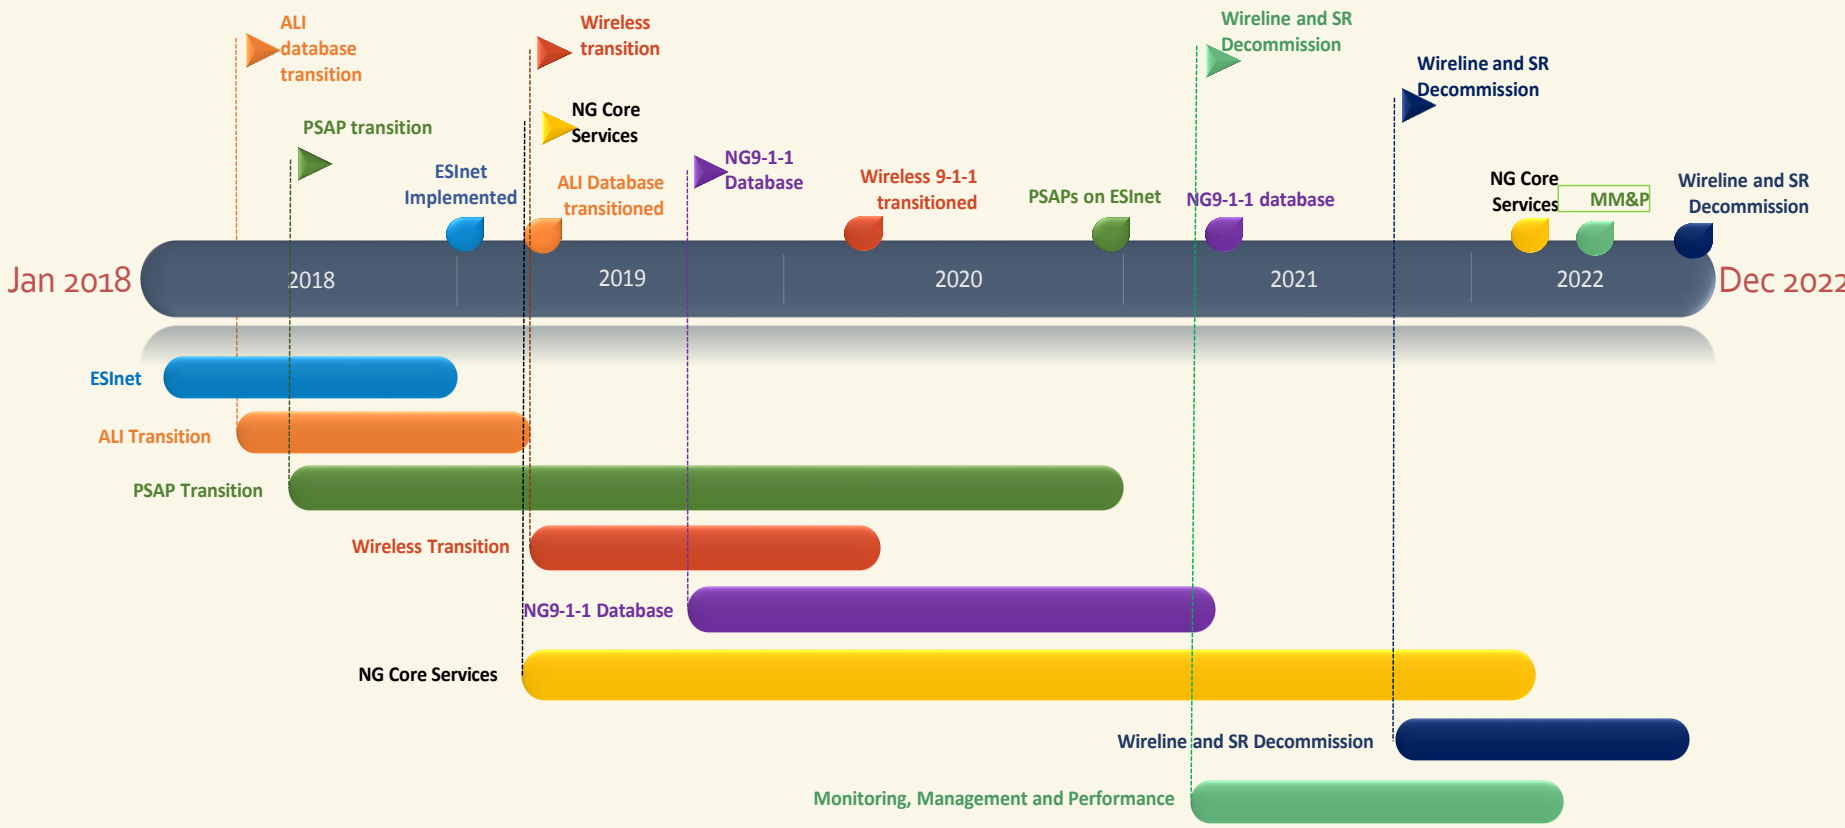 ALI
database
transition
Wireless
transition
Wireline and SR
Decommission
Wireline and SR
Decommission
PSAP transition
NG Core
Services
ESInet
Implemented
ALI Database
transitioned
NG9-1-1
Database
Wireless 9-1-1
transitioned
PSAPs on ESInet
NG9-1-1 database
NG Core
Services
MM&P
Wireline and SR
Decommission
Jan 2018
2018
2019
2020
2021
2022
Dec 2022
ESInet
ALI Transition
PSAP Transition
Wireless Transition
NG9-1-1 Database
NG Core Services
Wireline and SR Decommission
Monitoring, Management and Performance